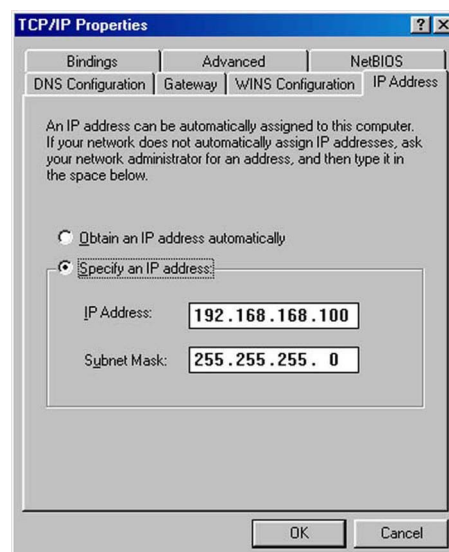 TCP/IP Properties
Bindings Advanced NetBIOS
DNS Configuration Gateway WINS Configuration IP Address
An IP address can be automatically assigned to this computer.
If your network does not automatically assign IP addresses, ask
your network administrator for an address, and then type it in
the space below.
Obtain an IP address automatically
Specify an IP address:
IP Address: 192.168.168.100
Subnet Mask: 255.255.255. 0
OK Cancel